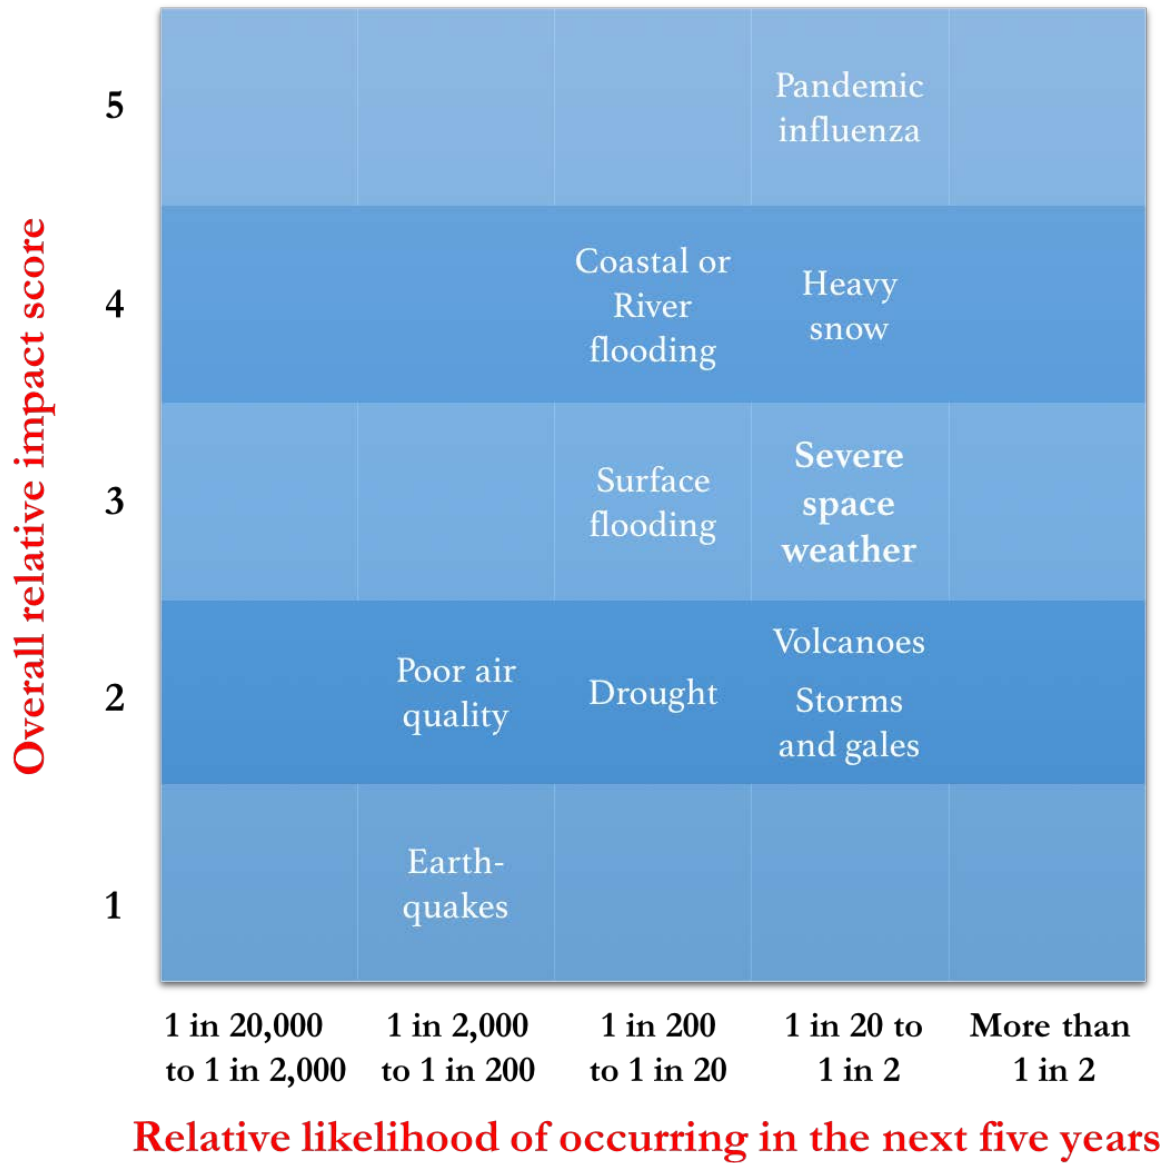 5
Pandemic
influenza
Overall relative impact score
4
Coastal or
River
flooding
Heavy
snow
3
Surface
flooding
Severe
space
weather
2
Poor air
quality
Drought
Volcanoes
Storms
and gales
1
Earth-
quakes
1 in 20,000
to 1 in 2,000
1 in 2,000
to 1 in 200
1 in 200
to 1 in 20
1 in 20 to
1 in 2
More than
1 in 2
Relative likelihood of occurring in the next five years